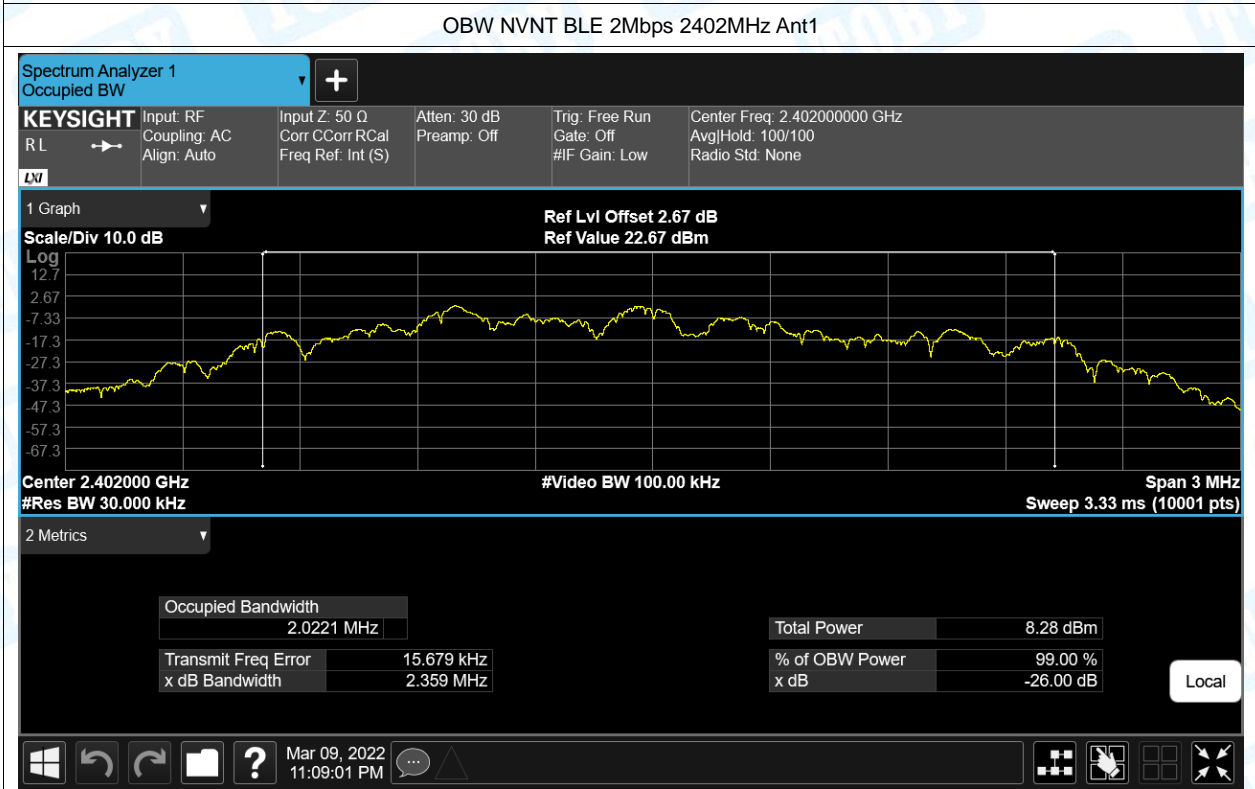 OBW NVNT BLE 2Mbps 2402MHz Ant1
Spectrum Analyzer 1
Occupied BW
KEYSIGHT
R L
LXI
Input: RF
Coupling: AC
Align: Auto
Input Z: 50 Ω
Corr CCorr RCal
Freq Ref: Int (S)
Atten: 30 dB
Preamp: Off
Trig: Free Run
Gate: Off
#IF Gain: Low
Center Freq: 2.402000000 GHz
Avg|Hold: 100/100
Radio Std: None
1 Graph
Scale/Div 10.0 dB
Ref Lvl Offset 2.67 dB
Ref Value 22.67 dBm
Log
12.7
2.67
-7.33
-17.3
-27.3
-37.3
-47.3
-57.3
-67.3
Center 2.402000 GHz
#Video BW 100.00 kHz
Span 3 MHz
#Res BW 30.000 kHz
Sweep 3.33 ms (10001 pts)
2 Metrics
Occupied Bandwidth
2.0221 MHz
Total Power 8.28 dBm
Transmit Freq Error 15.679 kHz
% of OBW Power 99.00 %
x dB Bandwidth 2.359 MHz
x dB -26.00 dB
Local
?
Mar 09, 2022
11:09:01 PM